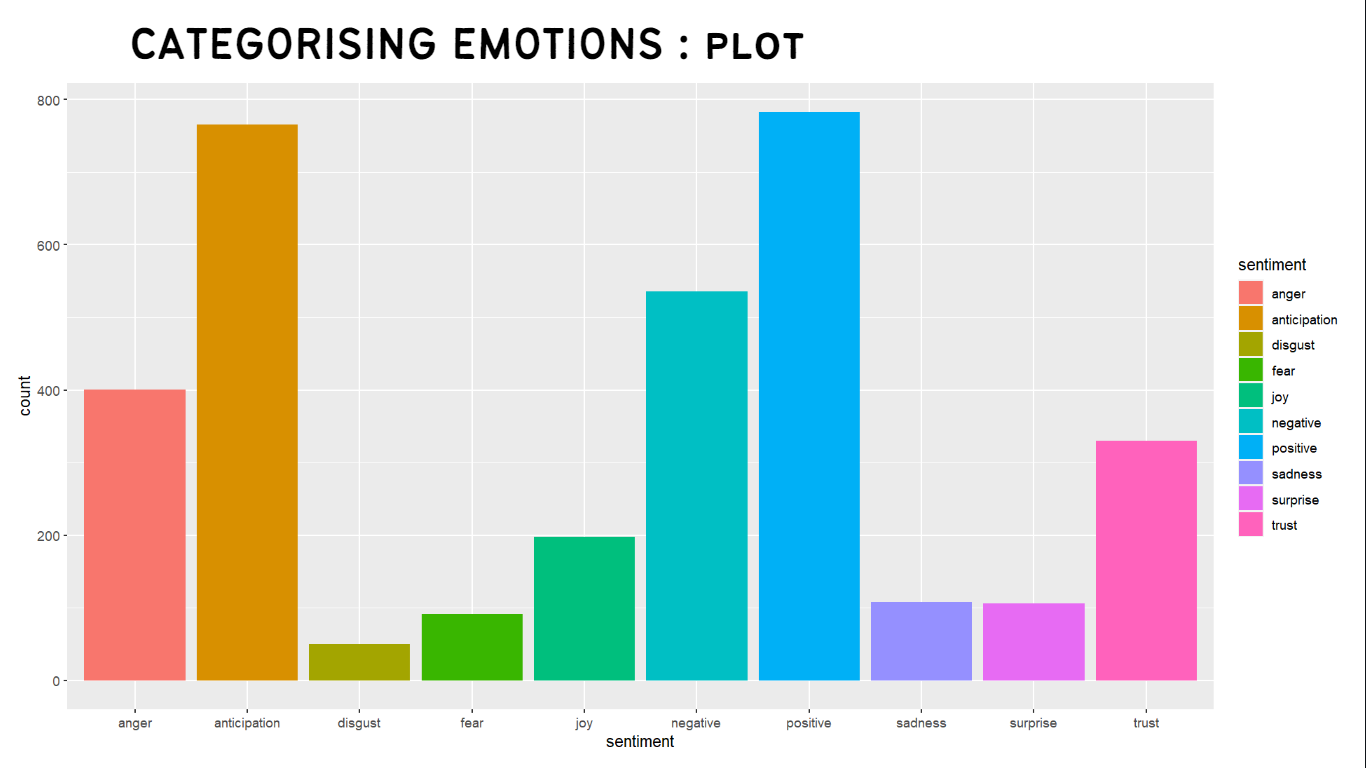 CATEGORISING EMOTIONS : PLOT
800
600
400
200
0
count
anger anticipation disgust fear joy negative positive sadness surprise trust
sentiment
sentiment
anger
anticipation
disgust
fear
joy
negative
positive
sadness
surprise
trust